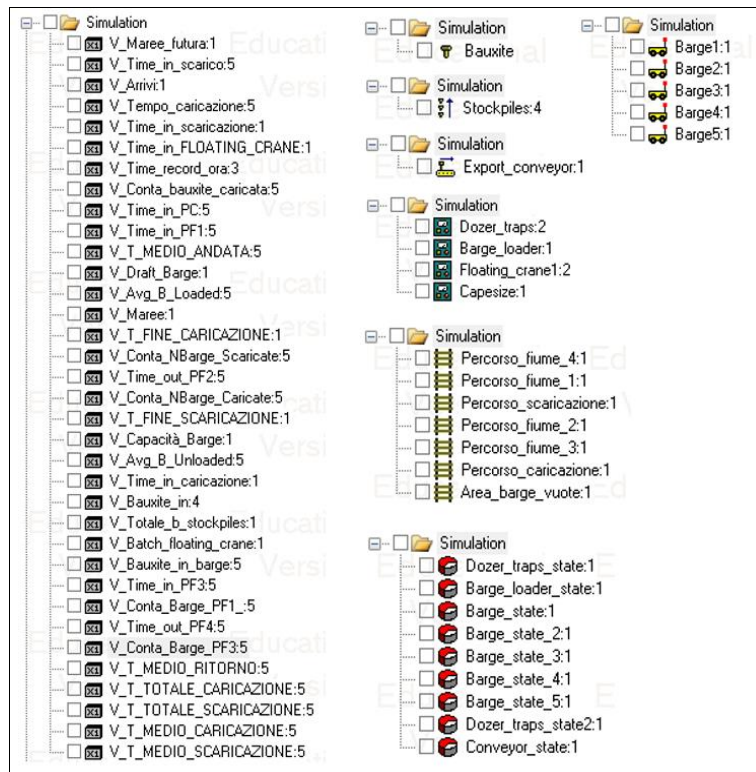 Simulation
V_Maree_futura:1
V_Time_in_scarico:5
V_Arrivi:1
V_Tempo_caricazione:5
V_Time_in_scaricazione:1
V_Time_in_FLOATING_CRANE:1
V_Time_record_ora:3
V_Conta_bauxite_caricata:5
V_Time_in_PC:5
V_Time_in_PF1:5
V_T_MEDIO_ANDATA:5
V_Draft_Barge:1
V_Avg_B_Loaded:5
V_Maree:1
V_T_FINE_CARICAZIONE:1
V_Conta_NBarge_Scaricate:5
V_Time_out_PF2:5
V_Conta_NBarge_Caricate:5
V_T_FINE_SCARICAZIONE:1
V_Capacità_Barge:1
V_Avg_B_Unloaded:5
V_Time_in_caricazione:1
V_Bauxite_in:4
V_Totale_b_stockpiles:1
V_Batch_floating_crane:1
V_Bauxite_in_barge:5
V_Time_in_PF3:5
V_Conta_Barge_PF1_:5
V_Time_out_PF4:5
V_Conta_Barge_PF3:5
V_T_MEDIO_RITORNO:5
V_T_TOTALE_CARICAZIONE:5
V_T_TOTALE_SCARICAZIONE:5
V_T_MEDIO_CARICAZIONE:5
V_T_MEDIO_SCARICAZIONE:5
Simulation
Bauxite
Simulation
Stockpiles:4
Simulation
Export_conveyor:1
Simulation
Dozer_traps:2
Barge_loader:1
Floating_crane1:2
Capesize:1
Simulation
Percorso_fiume_4:1
Percorso_fiume_1:1
Percorso_scaricazione:1
Percorso_fiume_2:1
Percorso_fiume_3:1
Percorso_caricazione:1
Area_barge_vuote:1
Simulation
Dozer_traps_state:1
Barge_loader_state:1
Barge_state:1
Barge_state_2:1
Barge_state_3:1
Barge_state_4:1
Barge_state_5:1
Dozer_traps_state2:1
Conveyor_state:1
Simulation
Barge1:1
Barge2:1
Barge3:1
Barge4:1
Barge5:1